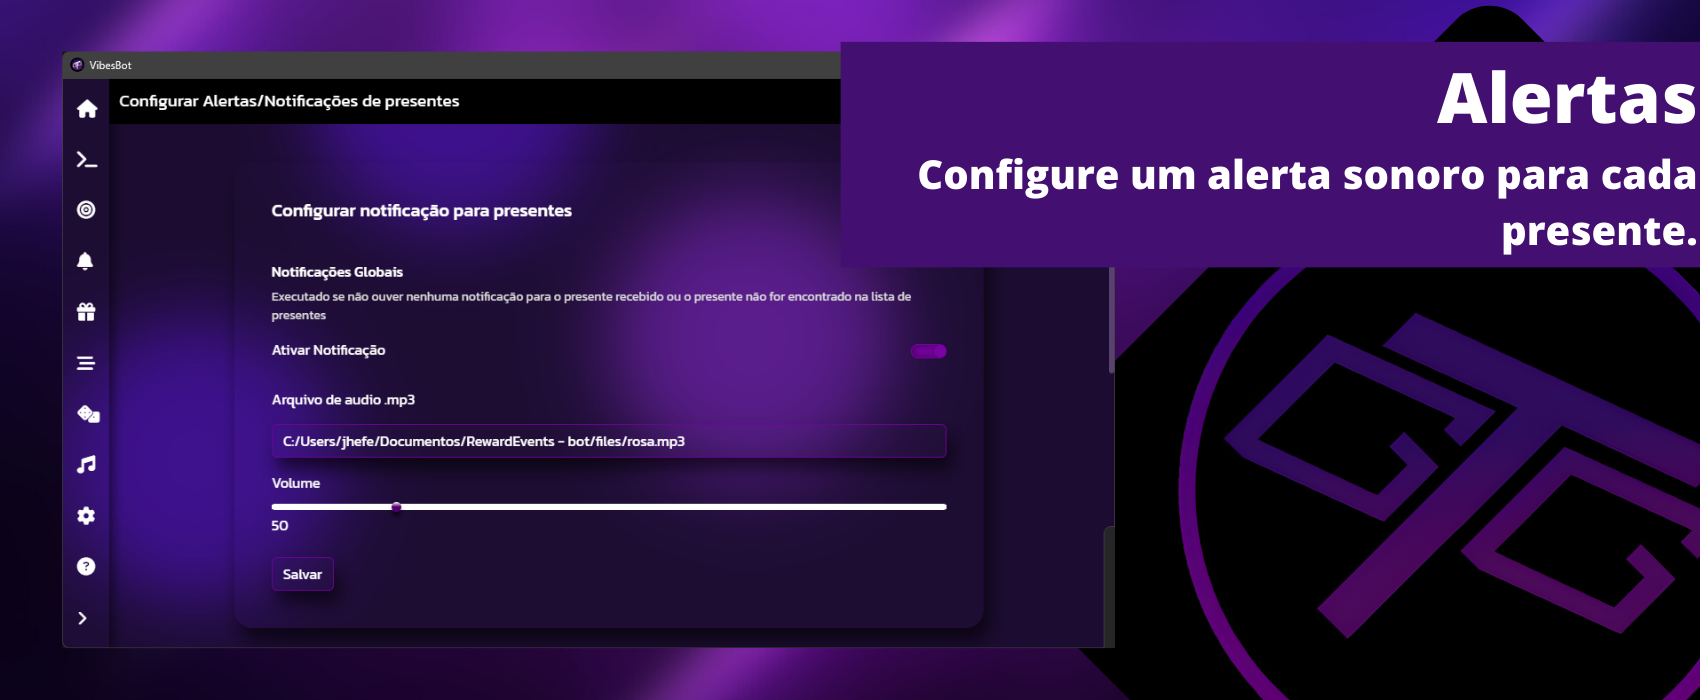 VibesBot
Configurar Alertas/Notificações de presentes
Alertas
Configure um alerta sonoro para cada
presente.
Configurar notificação para presentes
Notificações Globais
Executado se não ouver nenhuma notificação para o presente recebido ou o presente não for encontrado na lista de
presentes
Ativar Notificação
Arquivo de audio .mp3
C:/Users/jhefe/Documentos/RewardEvents - bot/files/rosa.mp3
Volume
50
Salvar